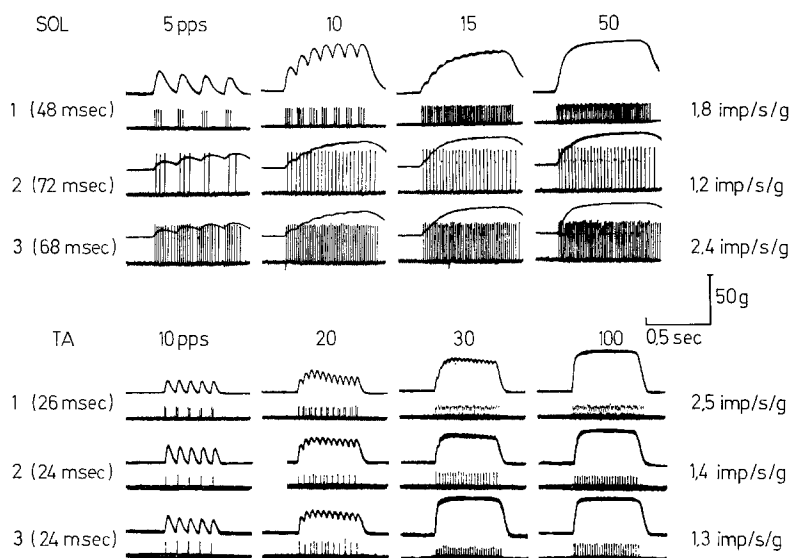 SOL 5 pps 10 15 50
1 (48 msec) 1,8 imp/s/g
2 (72 msec) 1,2 imp/s/g
3 (68 msec) 2,4 imp/s/g
50 g
0,5 sec
TA 10 pps 20 30 100
1 (26 msec) 2,5 imp/s/g
2 (24 msec) 1,4 imp/s/g
3 (24 msec) 1,3 imp/s/g